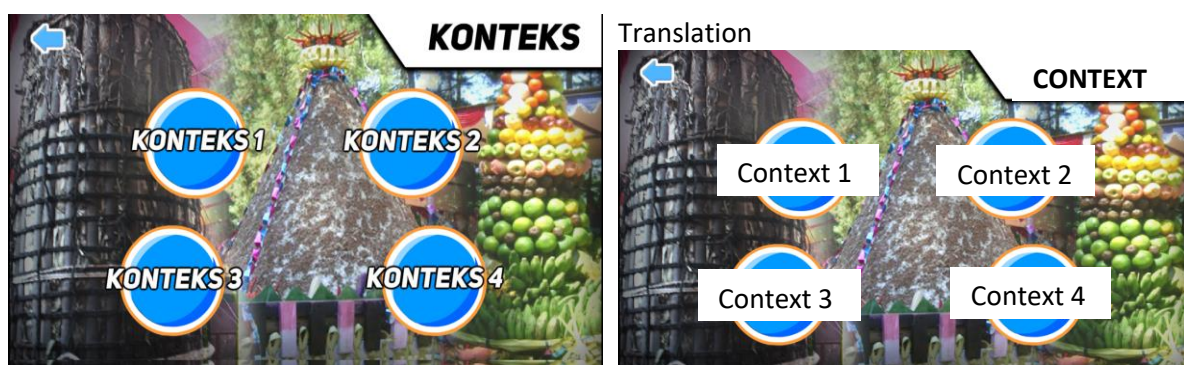 KONTEKS
KONTEKS 1
KONTEKS 2
KONTEKS 3
KONTEKS 4
Translation
CONTEXT
Context 1
Context 2
Context 3
Context 4